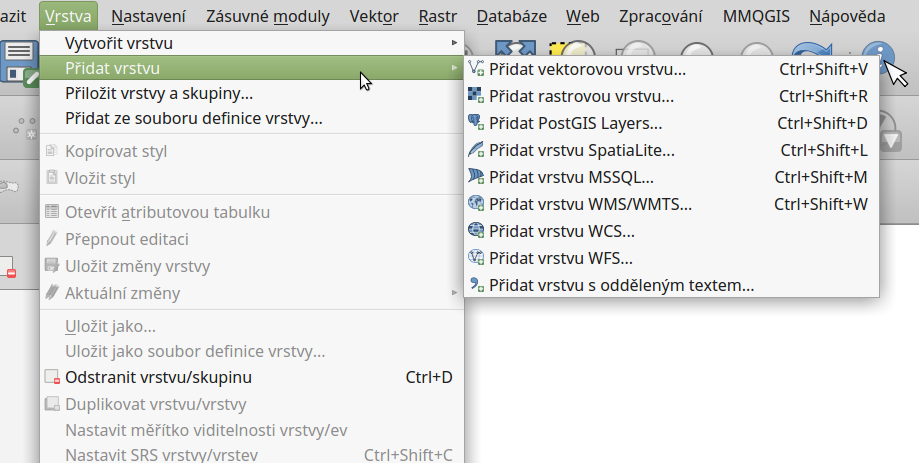 azit Vrstva Nastavení Zásuvné moduly Vektor Rastr Databáze Web Zpracování MMQGIS Nápověda
Vytvořit vrstvu
Přidat vrstvu
Přiložit vrstvy a skupiny...
Přidat ze souboru definice vrstvy...
Kopírovat styl
Vložit styl
Otevřít atributovou tabulku
Přepnout editaci
Uložit změny vrstvy
Aktuální změny
Uložit jako...
Uložit jako soubor definice vrstvy...
Odstranit vrstvu/skupinu Ctrl+D
Duplikovat vrstvu/vrstvy
Nastavit měřítko viditelnosti vrstvy/ev
Nastavit SRS vrstvy/vrstev Ctrl+Shift+C
Přidat vektorovou vrstvu... Ctrl+Shift+V
Přidat rastrovou vrstvu... Ctrl+Shift+R
Přidat PostGIS Layers... Ctrl+Shift+D
Přidat vrstvu SpatiaLite... Ctrl+Shift+L
Přidat vrstvu MSSQL... Ctrl+Shift+M
Přidat vrstvu WMS/WMTS... Ctrl+Shift+W
Přidat vrstvu WCS...
Přidat vrstvu WFS...
Přidat vrstvu s odděleným textem...